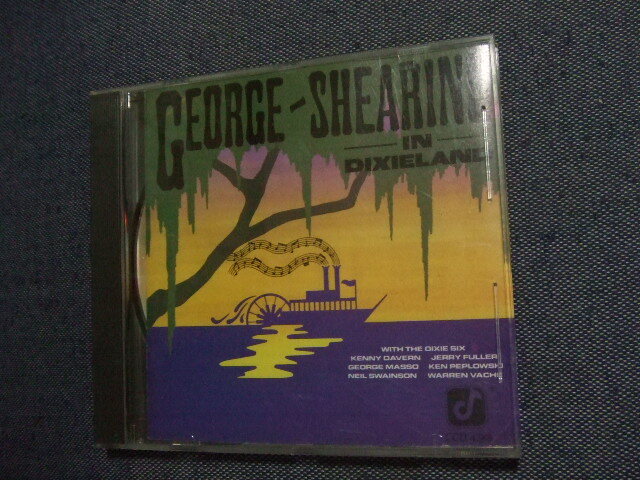 GEORGE - SHEARING
IN
DIXIELAND
WITH THE DIXIE SIX
KENNY DAVERN JERRY FULLER
GEORGE MASSO KEN PEPLOWSKI
NEIL SWAINSON WARREN VACHÉ